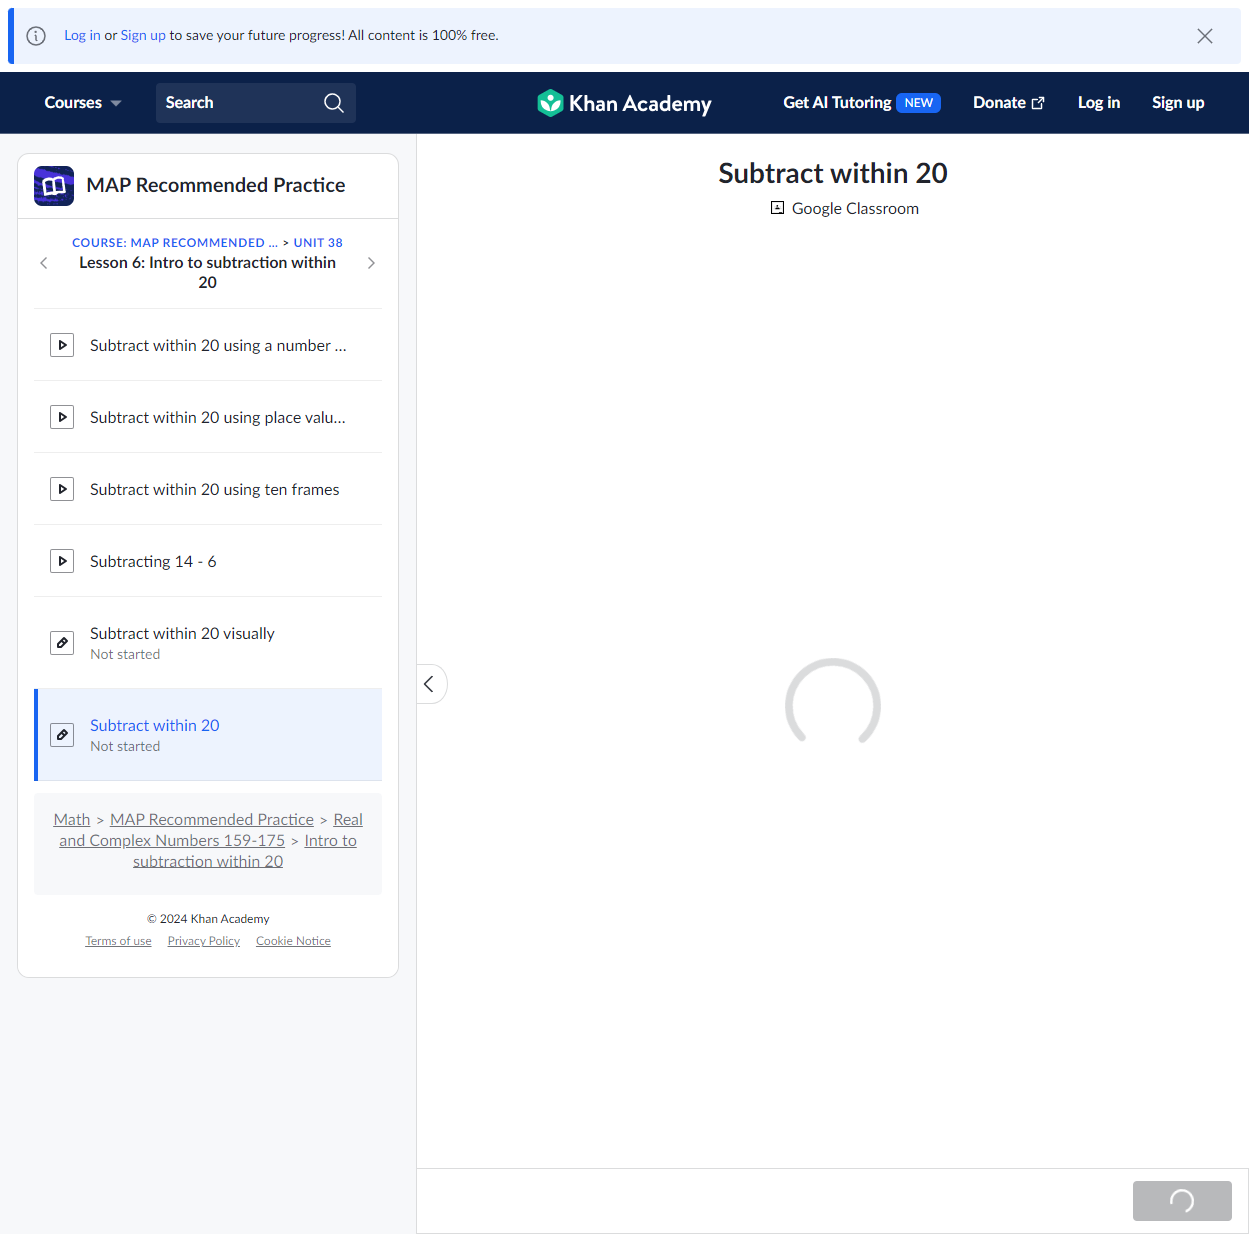 Log in or Sign up to save your future progress! All content is 100% free.
Courses
Search
Khan Academy
Get AI Tutoring NEW
Donate
Log in
Sign up
MAP Recommended Practice
COURSE: MAP RECOMMENDED ... > UNIT 38
Lesson 6: Intro to subtraction within
20
Subtract within 20 using a number ...
Subtract within 20 using place valu...
Subtract within 20 using ten frames
Subtracting 14 - 6
Subtract within 20 visually
Not started
Subtract within 20
Not started
Math > MAP Recommended Practice > Real
and Complex Numbers 159-175 > Intro to
subtraction within 20
© 2024 Khan Academy
Terms of use Privacy Policy Cookie Notice
Subtract within 20
Google Classroom